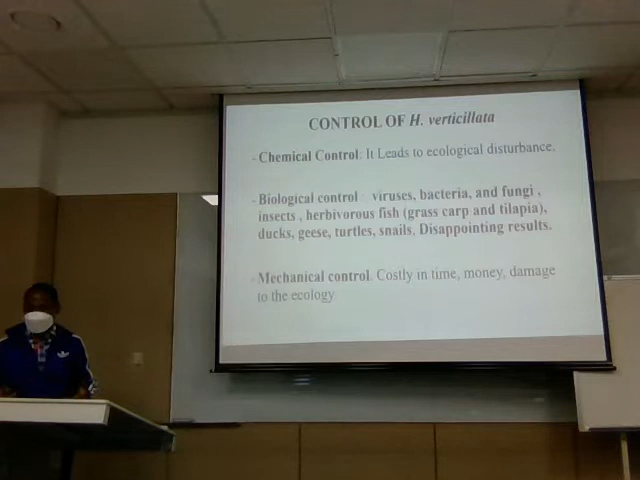 CONTROL OF H. verticillata
- Chemical Control: It Leads to ecological disturbance.
- Biological control viruses, bacteria, and fungi ,
insects , herbivorous fish (grass carp and tilapia),
ducks, geese, turtles, snails. Disappointing results.
- Mechanical control. Costly in time, money, damage
to the ecology